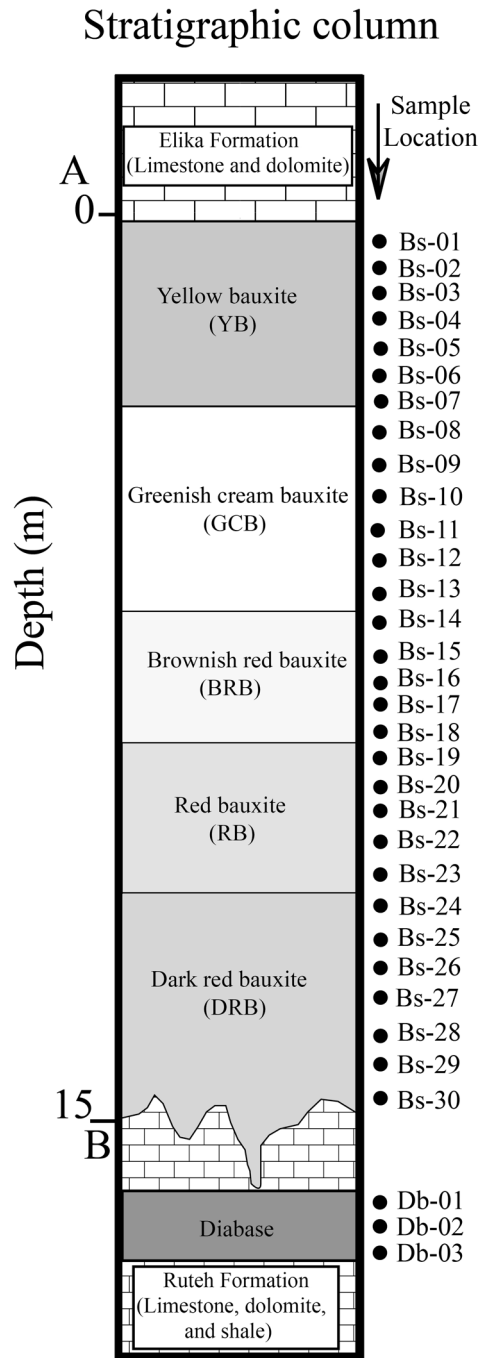 Stratigraphic column
Sample
Location
Elika Formation
(Limestone and dolomite)
A
0
Depth (m)
15
B
Yellow bauxite
(YB)
Greenish cream bauxite
(GCB)
Brownish red bauxite
(BRB)
Red bauxite
(RB)
Dark red bauxite
(DRB)
Diabase
Ruteh Formation
(Limestone, dolomite,
and shale)
Bs-01
Bs-02
Bs-03
Bs-04
Bs-05
Bs-06
Bs-07
Bs-08
Bs-09
Bs-10
Bs-11
Bs-12
Bs-13
Bs-14
Bs-15
Bs-16
Bs-17
Bs-18
Bs-19
Bs-20
Bs-21
Bs-22
Bs-23
Bs-24
Bs-25
Bs-26
Bs-27
Bs-28
Bs-29
Bs-30
Db-01
Db-02
Db-03